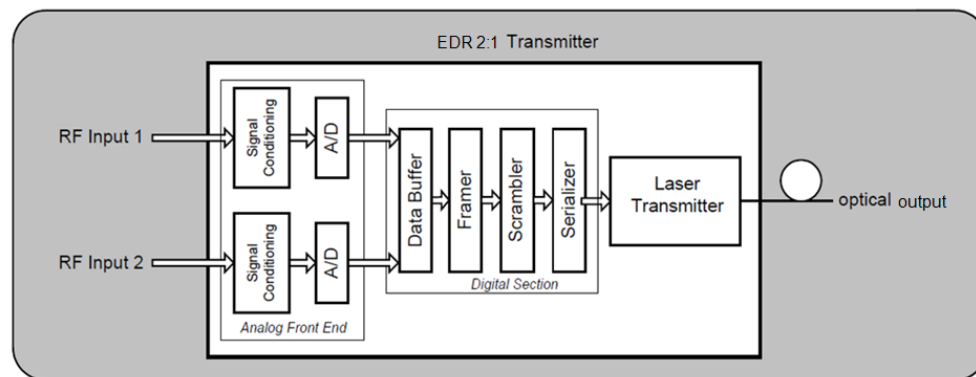 EDR 2:1 Transmitter
RF Input 1
Signal
Conditioning
A/D
RF Input 2
Signal
Conditioning
A/D
Analog Front End
Data Buffer
Framer
Scrambler
Serializer
Digital Section
Laser
Transmitter
optical output